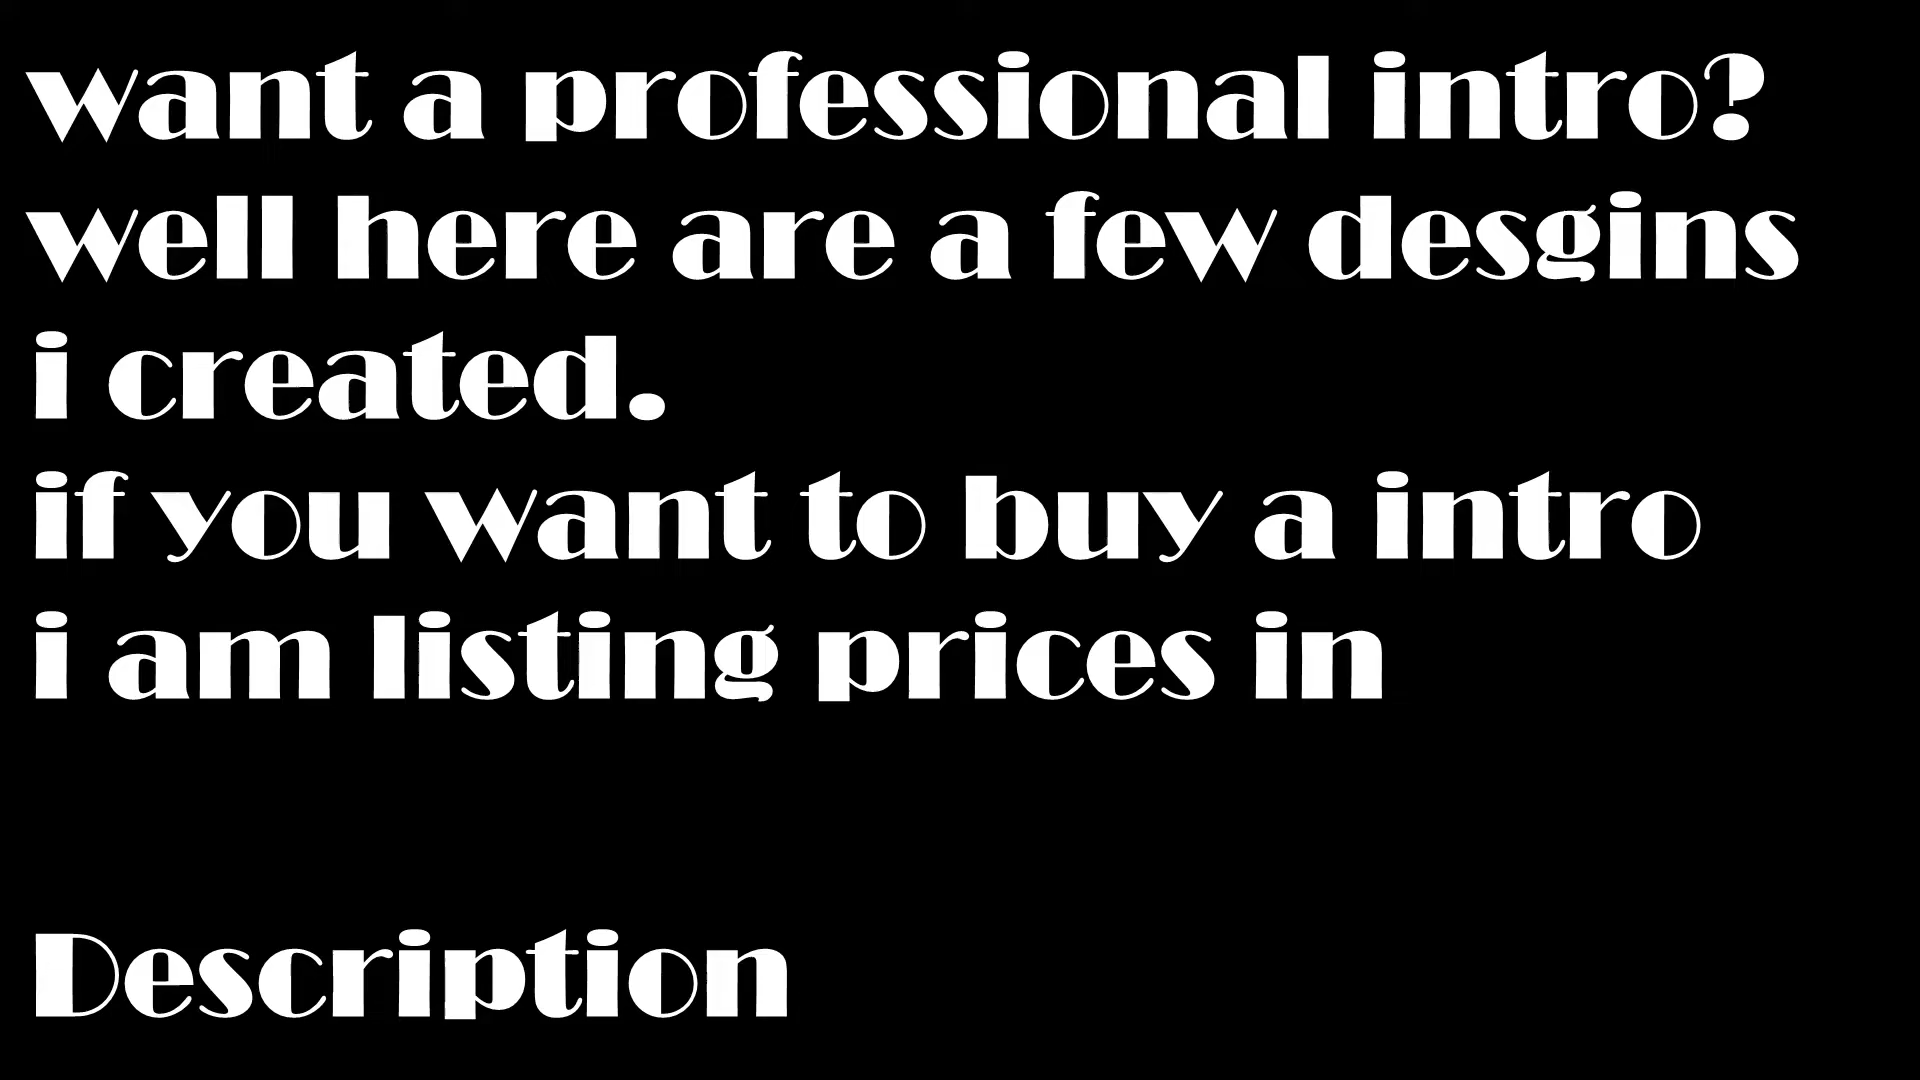 want a professional intro?
well here are a few desgins
i created.
if you want to buy a intro
i am listing prices in
Description